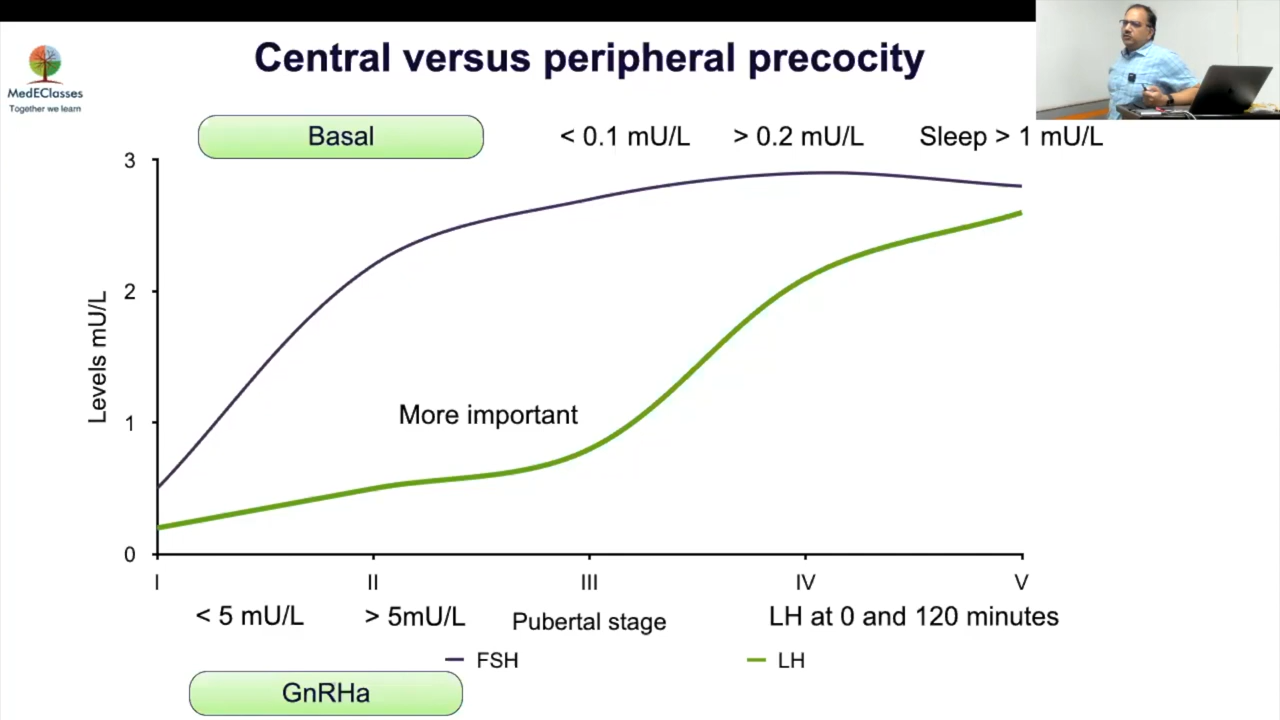 Central versus peripheral precocity
MedEClasses
Together we learn
Basal
< 0.1 mU/L
> 0.2 mU/L
Sleep > 1 mU/L
3
2
1
0
Levels mU/L
More important
I
II
III
IV
V
< 5 mU/L
> 5mU/L
Pubertal stage
LH at 0 and 120 minutes
FSH
LH
GnRHa